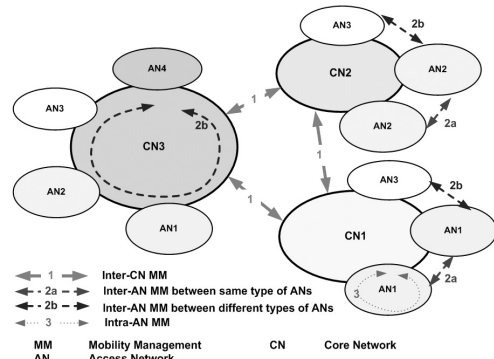 AN3
2b
AN4
CN2
AN2
AN3
1
2b
AN2
2a
CN3
1
AN3
2b
AN2
1
CN1
AN1
AN1
3
AN1
2a
1 Inter-CN MM
2a Inter-AN MM between same type of ANs
2b Inter-AN MM between different types of ANs
3 Intra-AN MM
MM Mobility Management CN Core Network
AN Access Network